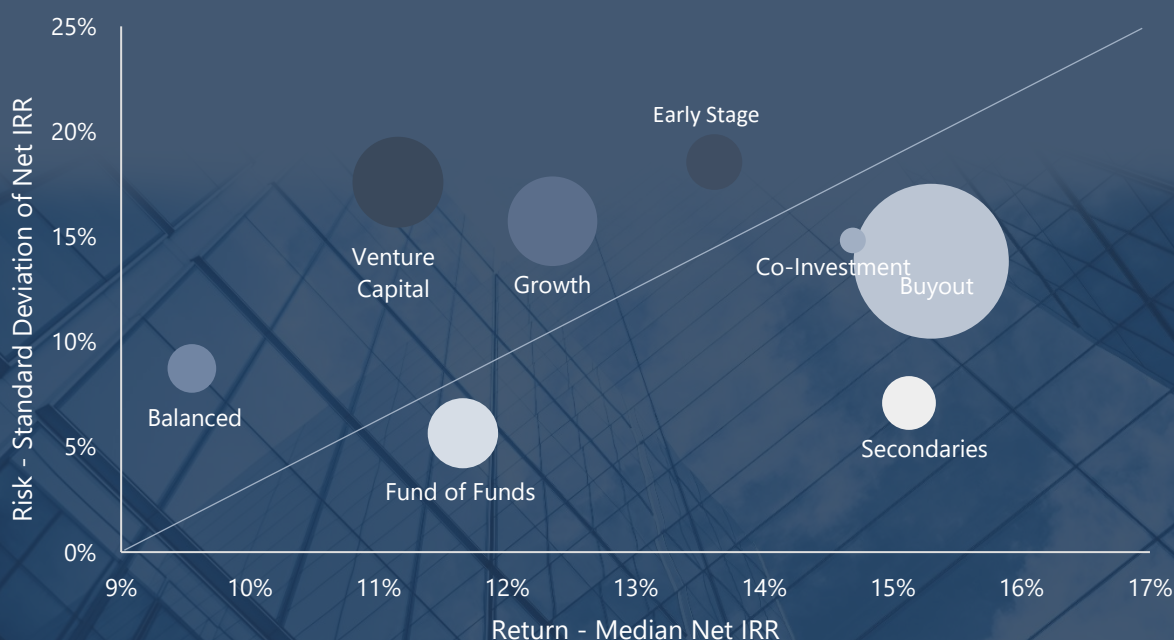 25%
20%
15%
10%
5%
0%
Risk - Standard Deviation of Net IRR
Early Stage
Venture
Capital
Growth
Co-Investment
Buyout
Balanced
Secondaries
Fund of Funds
9%
10%
11%
12%
13%
14%
15%
16%
17%
Return - Median Net IRR